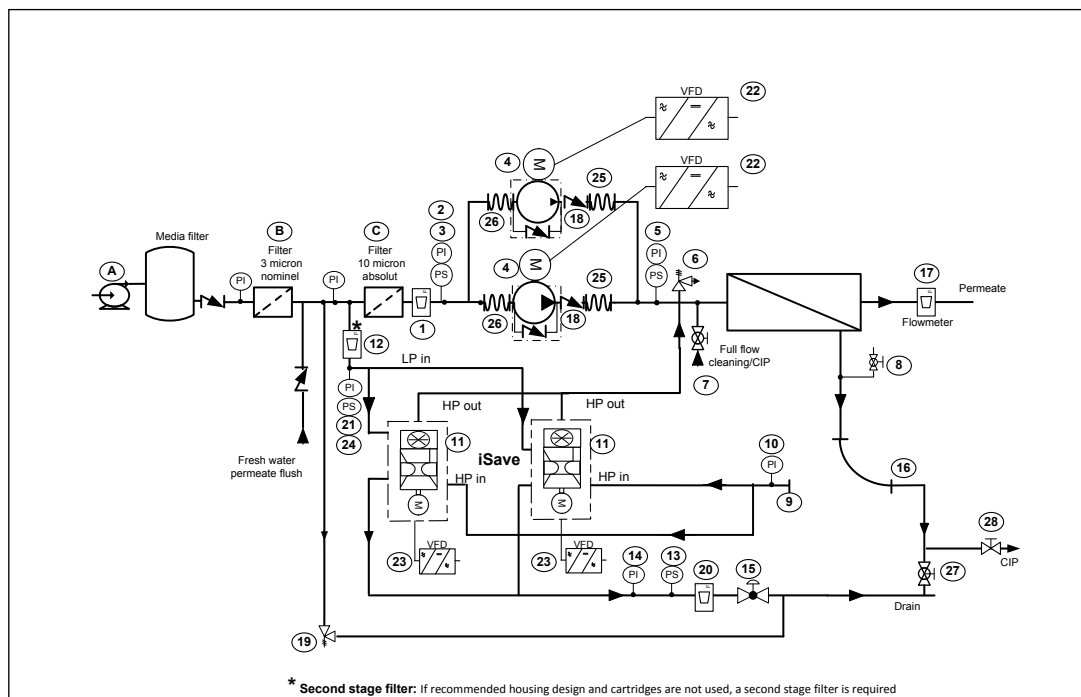 VFD
22
VFD
22
4
M
25
2
3
PI
PS
26
18
5
PI
PS
6
B
Filter
3 micron
nominel
C
Filter
10 micron
absolut
Media filter
A
PI
PI
F
1
4
M
25
26
18
17
F
Permeate
Flowmeter
*
F
12
LP in
Full flow
cleaning/CIP
7
8
PI
PS
21
24
HP out
HP out
11
iSave
11
HP in
HP in
M
M
10
PI
9
16
Fresh water
permeate flush
23
VFD
23
VFD
14
PI
13
PS
20
F
15
28
CIP
27
Drain
19
* Second stage filter: If recommended housing design and cartridges are not used, a second stage filter is required